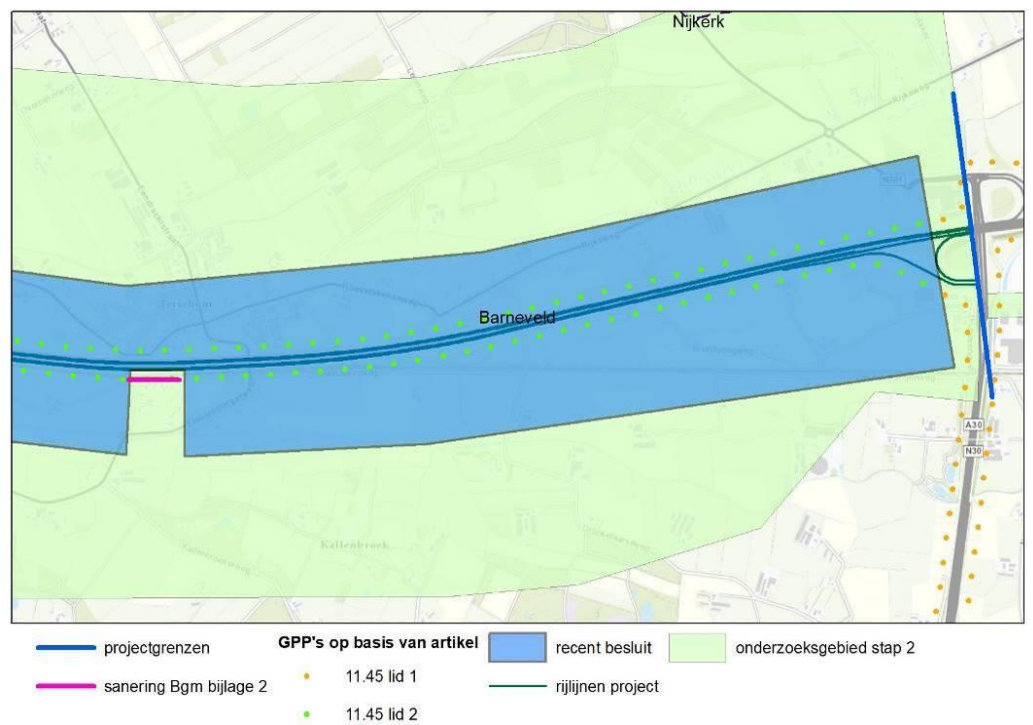 Nijkerk
N301
Terschuur
Barneveld
A30
N30
Kallenbroek
projectgrenzen
GPP's op basis van artikel
recent besluit
onderzoeksgebied stap 2
sanering Bgm bijlage 2
11.45 lid 1
rijlijnen project
11.45 lid 2